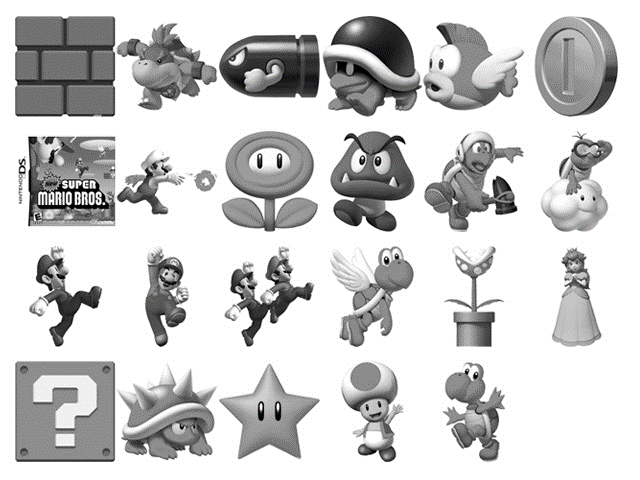 NINTENDO DS.
New
SUPER
MARIO BROS.
E
?